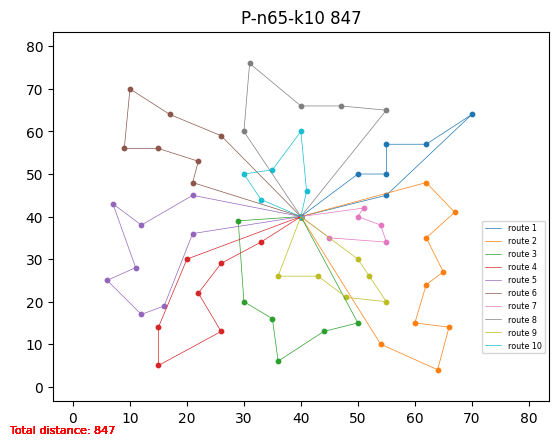 P-n65-k10 847
80
70
60
50
40
30
20
10
0
0 10 20 30 40 50 60 70 80
route 1
route 2
route 3
route 4
route 5
route 6
route 7
route 8
route 9
route 10
Total distance: 847